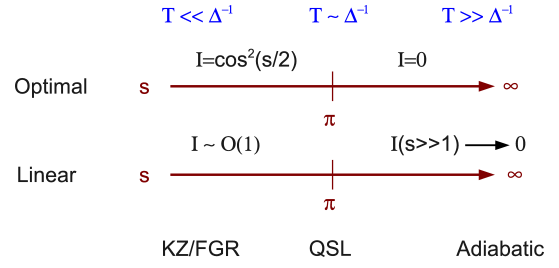 T << Δ⁻¹ T ~ Δ⁻¹ T >> Δ⁻¹
I=cos²(s/2) I=0
Optimal s ∞
π
I ~ O(1) I(s>>1) 0
Linear s ∞
π
KZ/FGR QSL Adiabatic